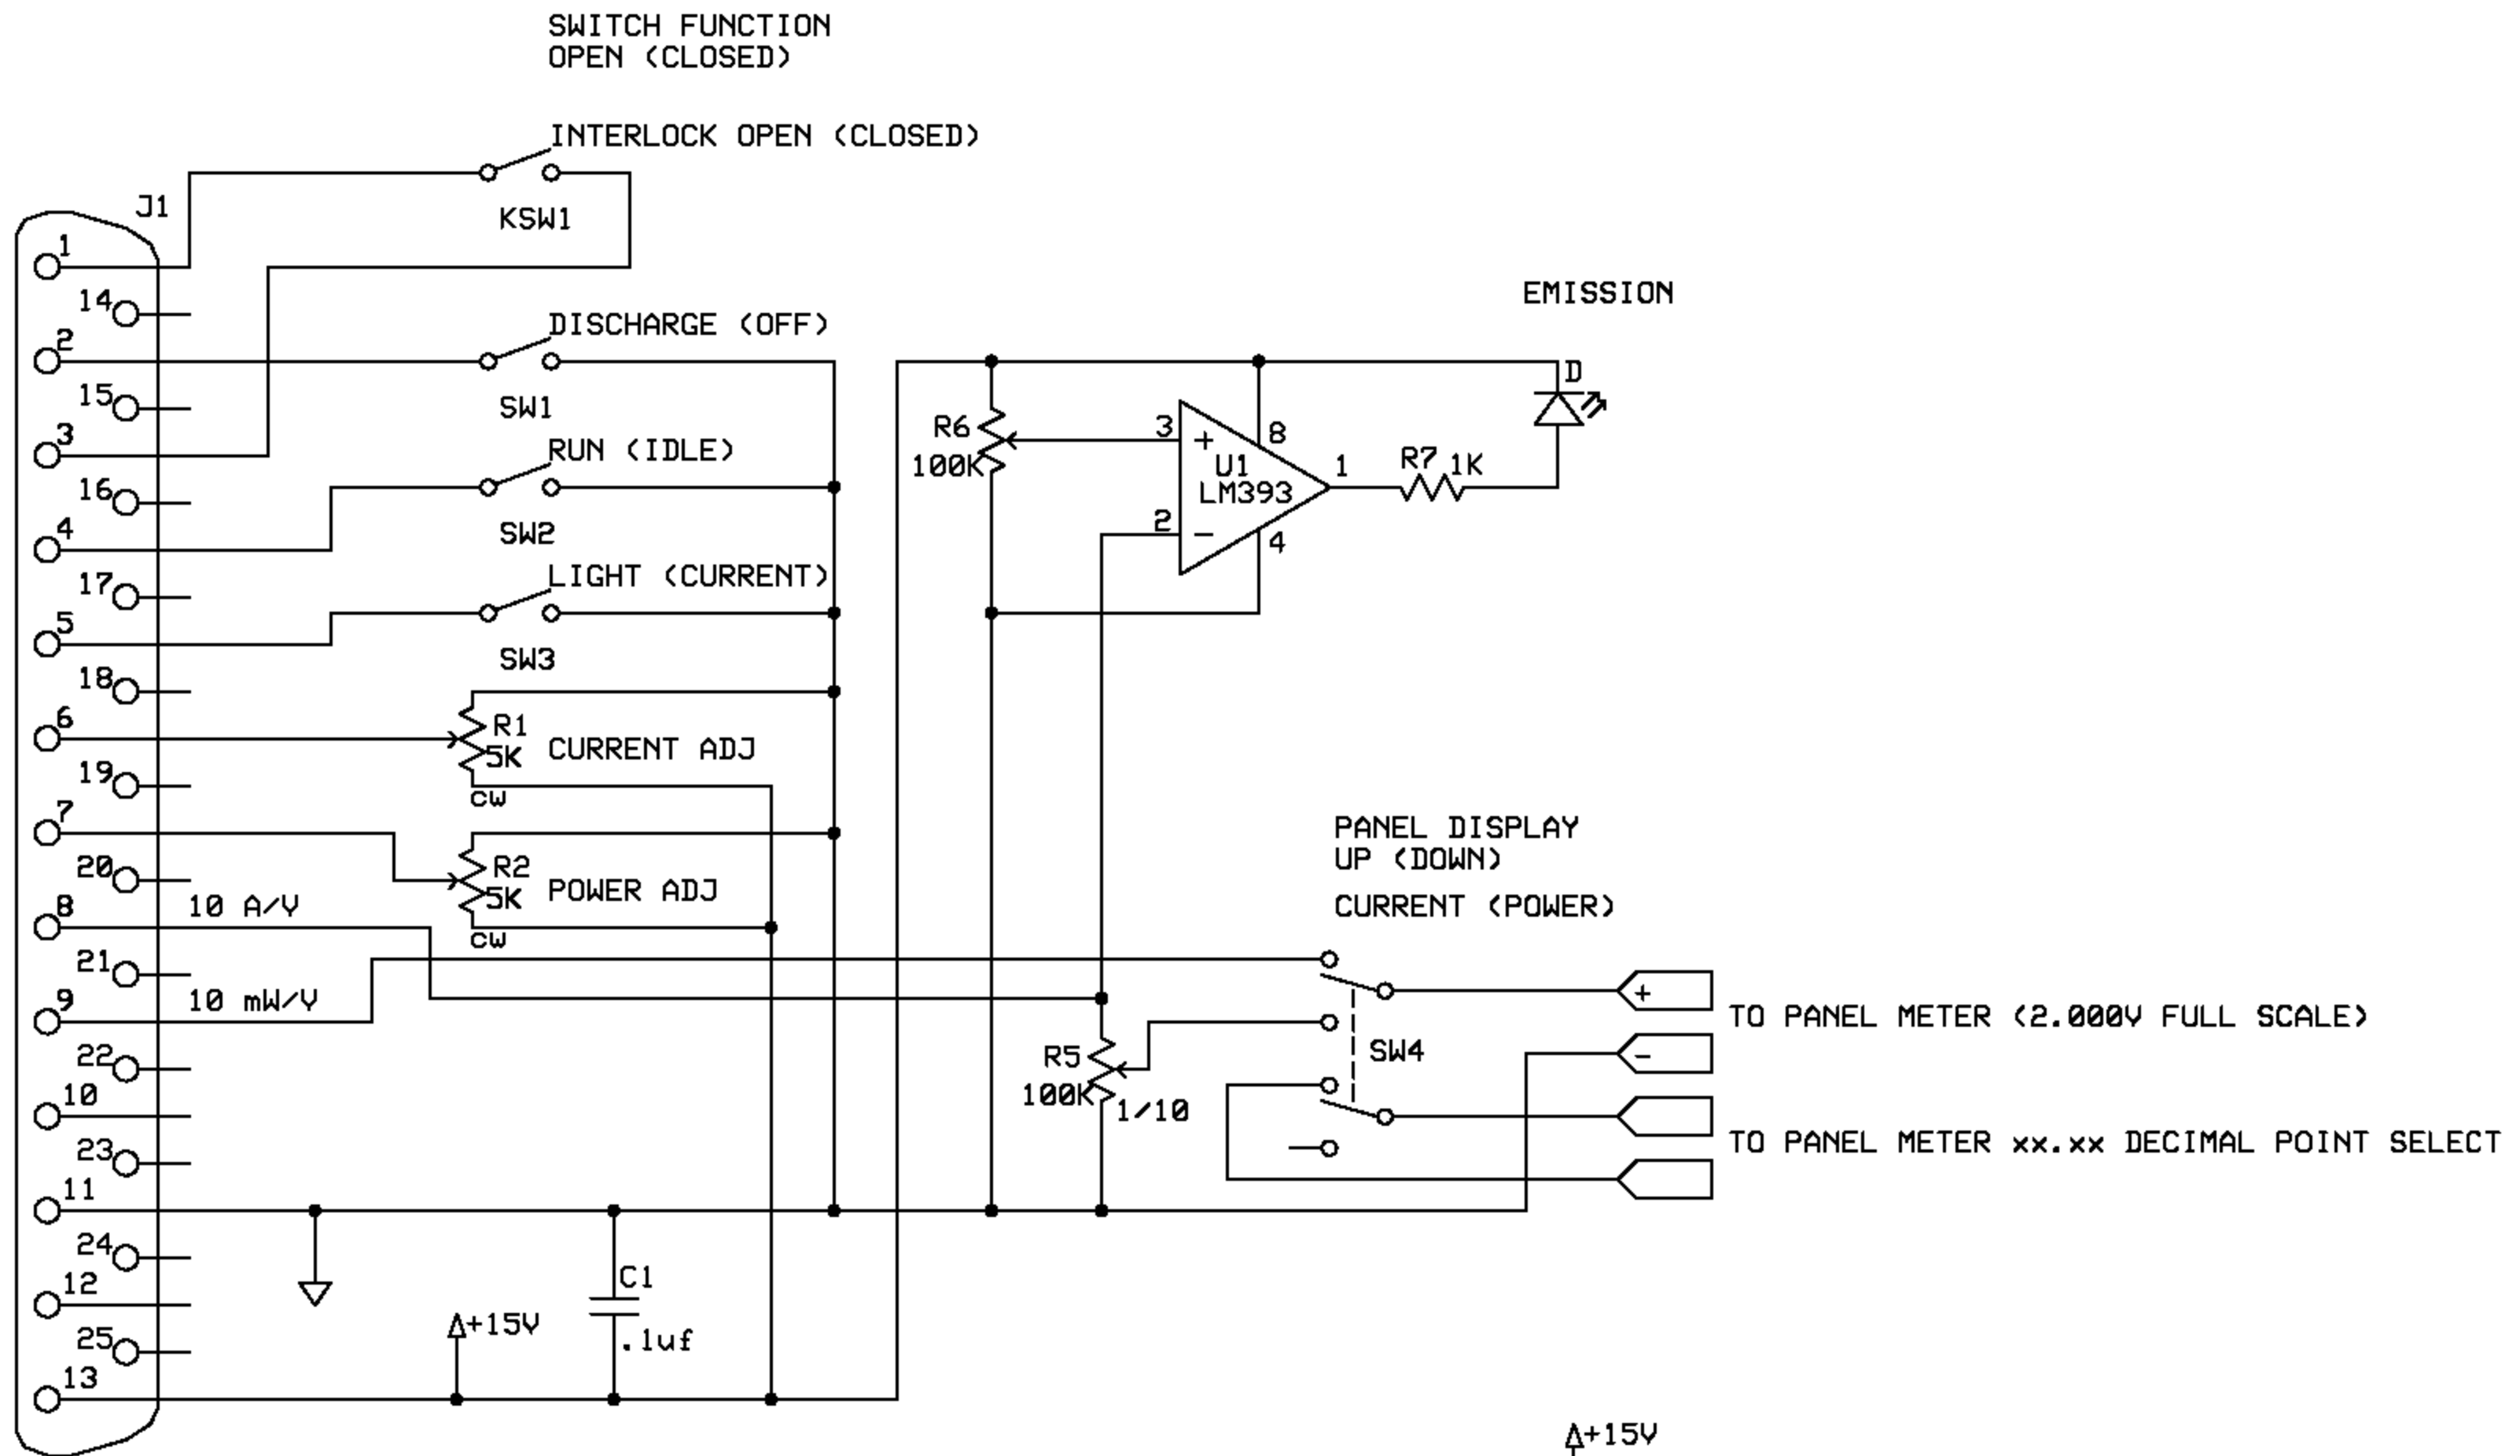 SWITCH FUNCTION
OPEN (CLOSED)
INTERLOCK OPEN (CLOSED)
KSW1
J1
1
14
2
15
3
16
4
17
5
18
6
19
7
20
8
21
9
22
10
23
11
24
12
25
13
DISCHARGE (OFF)
SW1
RUN (IDLE)
SW2
LIGHT (CURRENT)
SW3
R1
5K
CURRENT ADJ
cw
R2
5K
POWER ADJ
cw
10 A/V
10 mW/V
+15V
C1
.1uf
EMISSION
D
R6
100K
3
+
8
U1
LM393
1
2
-
4
R7 1K
PANEL DISPLAY
UP (DOWN)
CURRENT (POWER)
R5
100K
1/10
SW4
+
TO PANEL METER (2.000V FULL SCALE)
-
TO PANEL METER xx.xx DECIMAL POINT SELECT
+15V